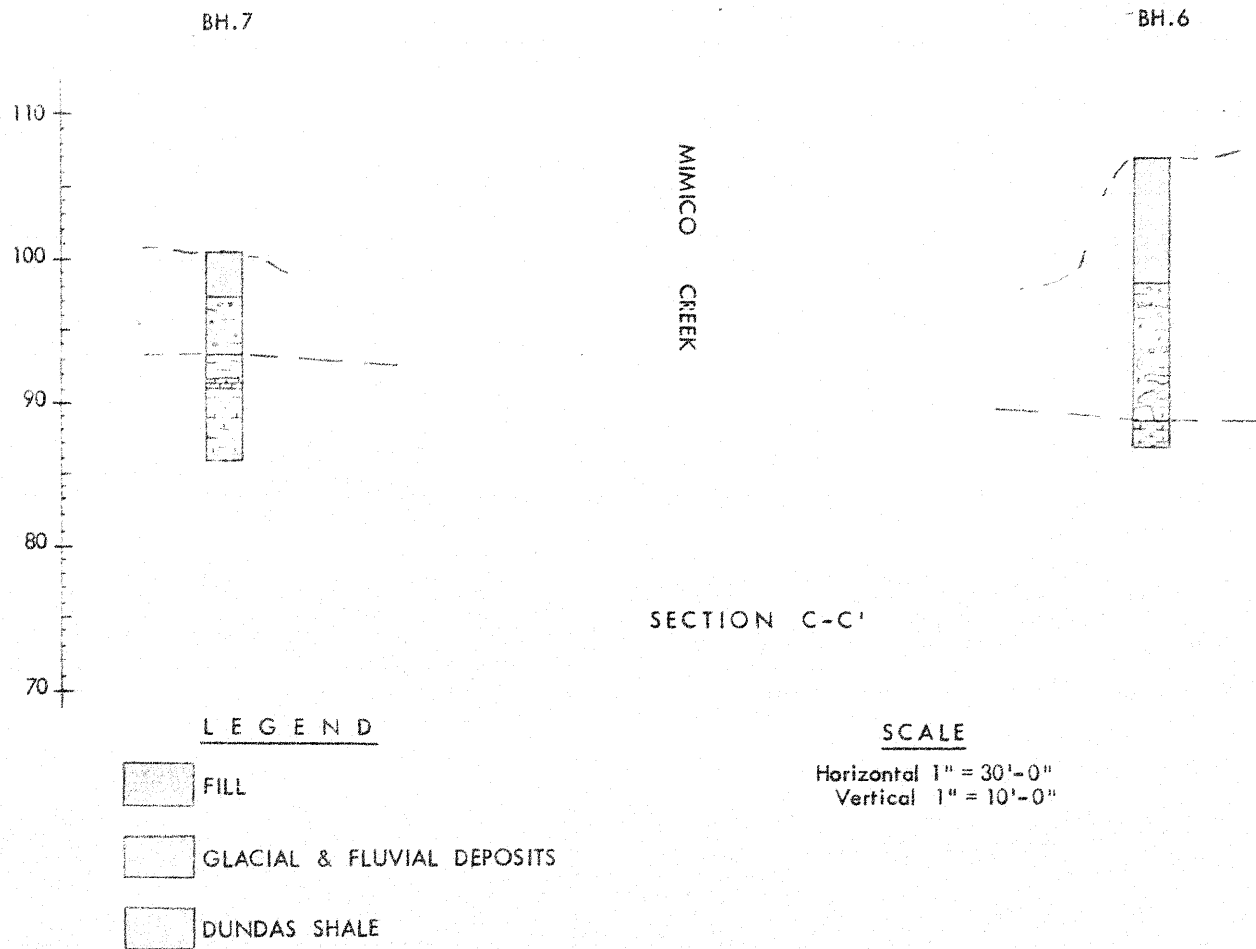 BH.7
BH.6
110
100
90
80
70
MIMICO CREEK
SECTION C-C'
LEGEND
FILL
GLACIAL & FLUVIAL DEPOSITS
DUNDAS SHALE
SCALE
Horizontal 1" = 30'-0"
Vertical 1" = 10'-0"